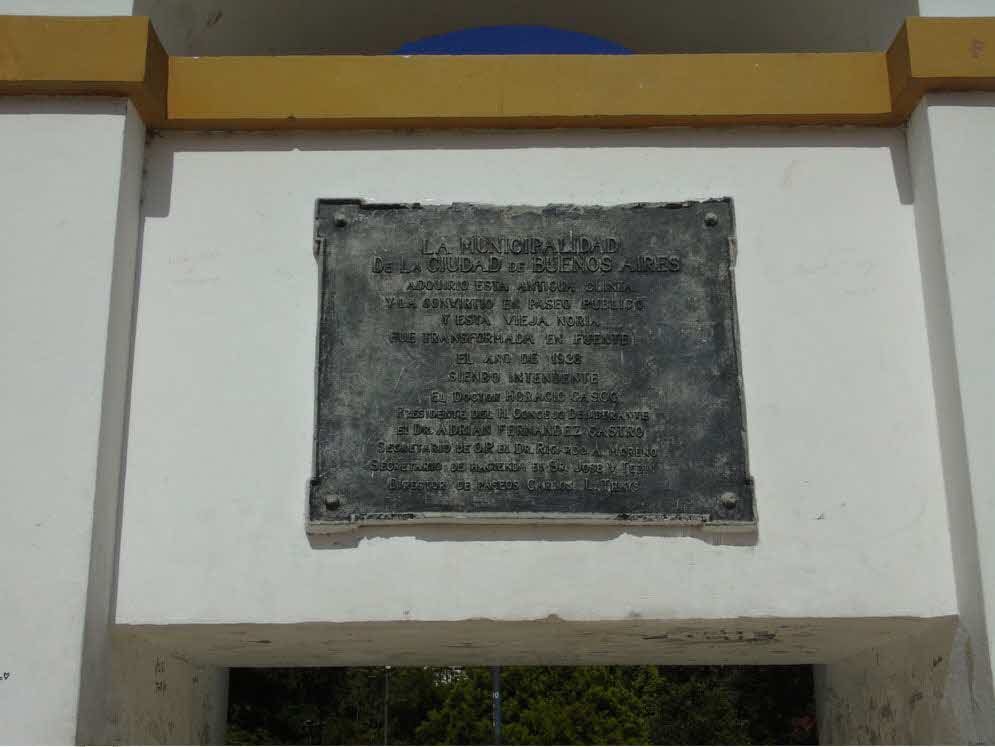 LA MUNICIPALIDAD
DE LA CIUDAD DE BUENOS AIRES
ADQUIRIO ESTA ANTIGUA QUINTA
Y LA CONVIRTIO EN PASEO PUBLICO
Y ESTA VIEJA NORIA
FUE TRANSFORMADA EN FUENTE
EL AÑO DE 1928
SIENDO INTENDENTE
EL DOCTOR HORACIO CASCO
PRESIDENTE DEL H. CONCEJO DELIBERANTE
EL DR. ADRIAN FERNANDEZ CASTRO
SECRETARIO DE O.P. EL DR. RICARDO A. MORENO
SECRETARIO DE HACIENDA EL SR. JOSE V. TEDIN
DIRECTOR DE PASEOS CARLOS L. THAYS